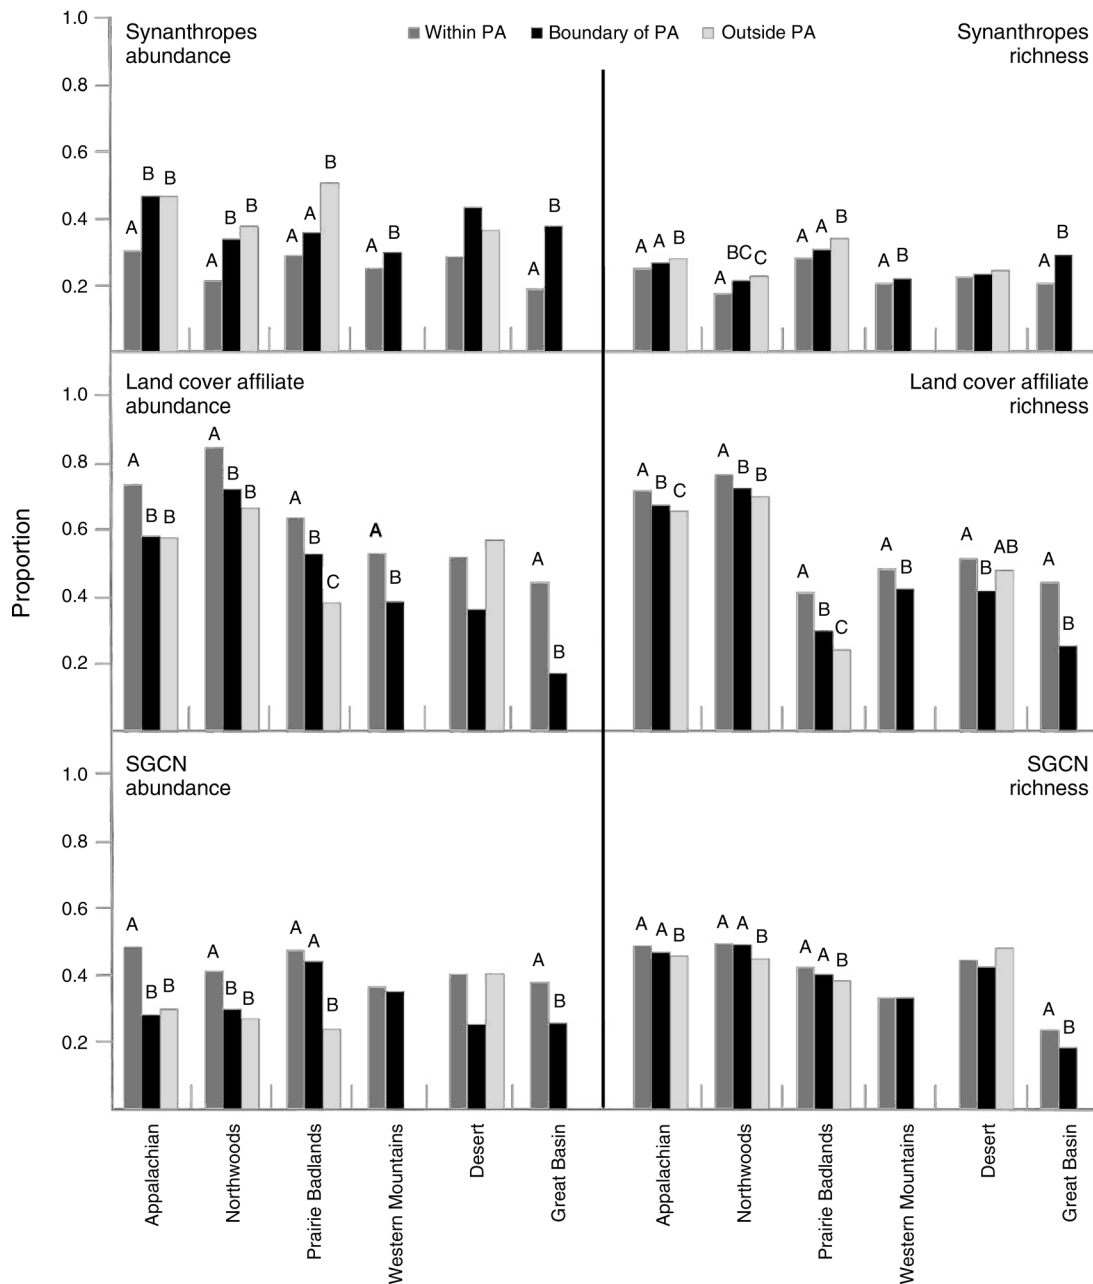 1.0
Synanthropes
abundance
Within PA
Boundary of PA
Outside PA
Synanthropes
richness
0.8
0.6
0.4
0.2
A B B
A B B
A A B
A B
A B
A A B
A BC C
A A B
A B
A B
Land cover affiliate
abundance
Land cover affiliate
richness
1.0
0.8
0.6
0.4
0.2
A B B
A B B
A B C
A B
A B
A B C
A B B
A B C
A B
A B AB
A B
Proportion
SGCN
abundance
SGCN
richness
1.0
0.8
0.6
0.4
0.2
A B B
A B B
A A B
A B
A A B
A A B
A A B
A B
Appalachian
Northwoods
Prairie Badlands
Western Mountains
Desert
Great Basin
Appalachian
Northwoods
Prairie Badlands
Western Mountains
Desert
Great Basin